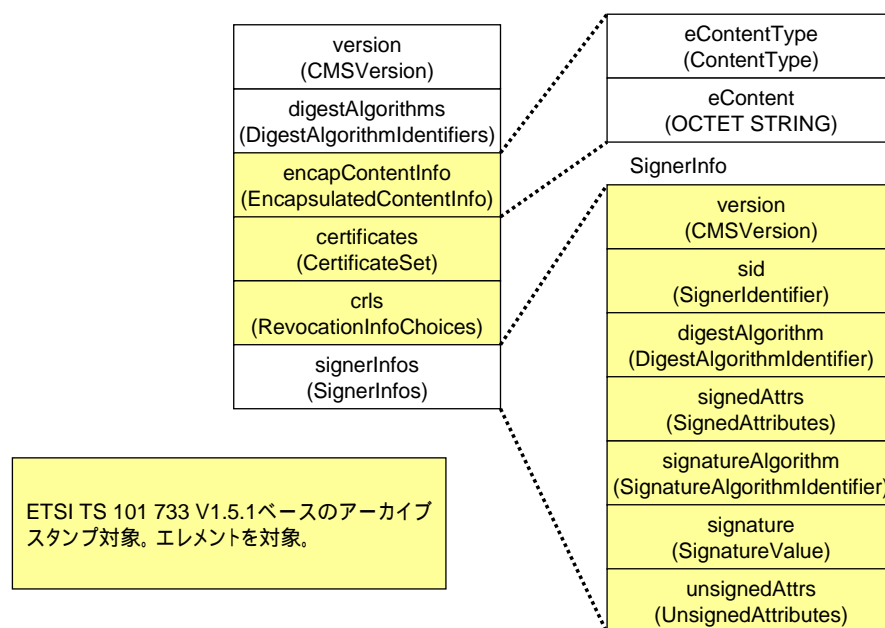 version
(CMSVersion)
digestAlgorithms
(DigestAlgorithmIdentifiers)
encapContentInfo
(EncapsulatedContentInfo)
certificates
(CertificateSet)
crls
(RevocationInfoChoices)
signerInfos
(SignerInfos)
eContentType
(ContentType)
eContent
(OCTET STRING)
SignerInfo
version
(CMSVersion)
sid
(SignerIdentifier)
digestAlgorithm
(DigestAlgorithmIdentifier)
signedAttrs
(SignedAttributes)
signatureAlgorithm
(SignatureAlgorithmIdentifier)
signature
(SignatureValue)
unsignedAttrs
(UnsignedAttributes)
ETSI TS 101 733 V1.5.1ベースのアーカイブ
スタンプ対象。エレメントを対象。